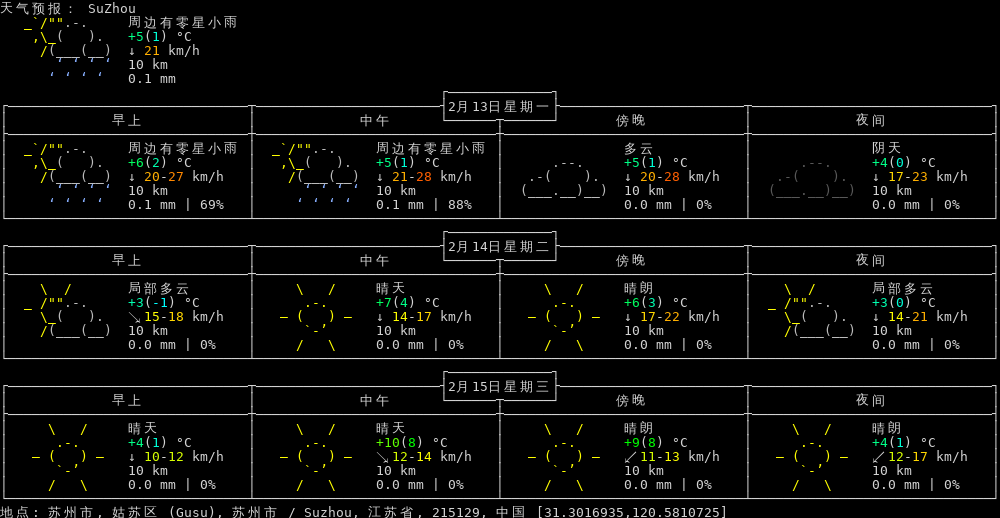 天气预报: SuZhou
周边有零星小雨
+5(1) °C
↓ 21 km/h
10 km
0.1 mm
2月13日星期一
早上 中午 傍晚 夜间
周边有零星小雨 周边有零星小雨 多云 阴天
+6(2) °C +5(1) °C +5(1) °C +4(0) °C
↓ 20-27 km/h ↓ 21-28 km/h ↓ 20-28 km/h ↓ 17-23 km/h
10 km 10 km 10 km 10 km
0.1 mm | 69% 0.1 mm | 88% 0.0 mm | 0% 0.0 mm | 0%
2月14日星期二
早上 中午 傍晚 夜间
局部多云 晴天 晴朗 局部多云
+3(-1) °C +7(4) °C +6(3) °C +3(0) °C
↘ 15-18 km/h ↓ 14-17 km/h ↓ 17-22 km/h ↓ 14-21 km/h
10 km 10 km 10 km 10 km
0.0 mm | 0% 0.0 mm | 0% 0.0 mm | 0% 0.0 mm | 0%
2月15日星期三
早上 中午 傍晚 夜间
晴天 晴天 晴朗 晴朗
+4(1) °C +10(8) °C +9(8) °C +4(1) °C
↓ 10-12 km/h ↘ 12-14 km/h ↙ 11-13 km/h ↙ 12-17 km/h
10 km 10 km 10 km 10 km
0.0 mm | 0% 0.0 mm | 0% 0.0 mm | 0% 0.0 mm | 0%
地点: 苏州市, 姑苏区 (Gusu), 苏州市 / Suzhou, 江苏省, 215129, 中国 [31.3016935,120.5810725]